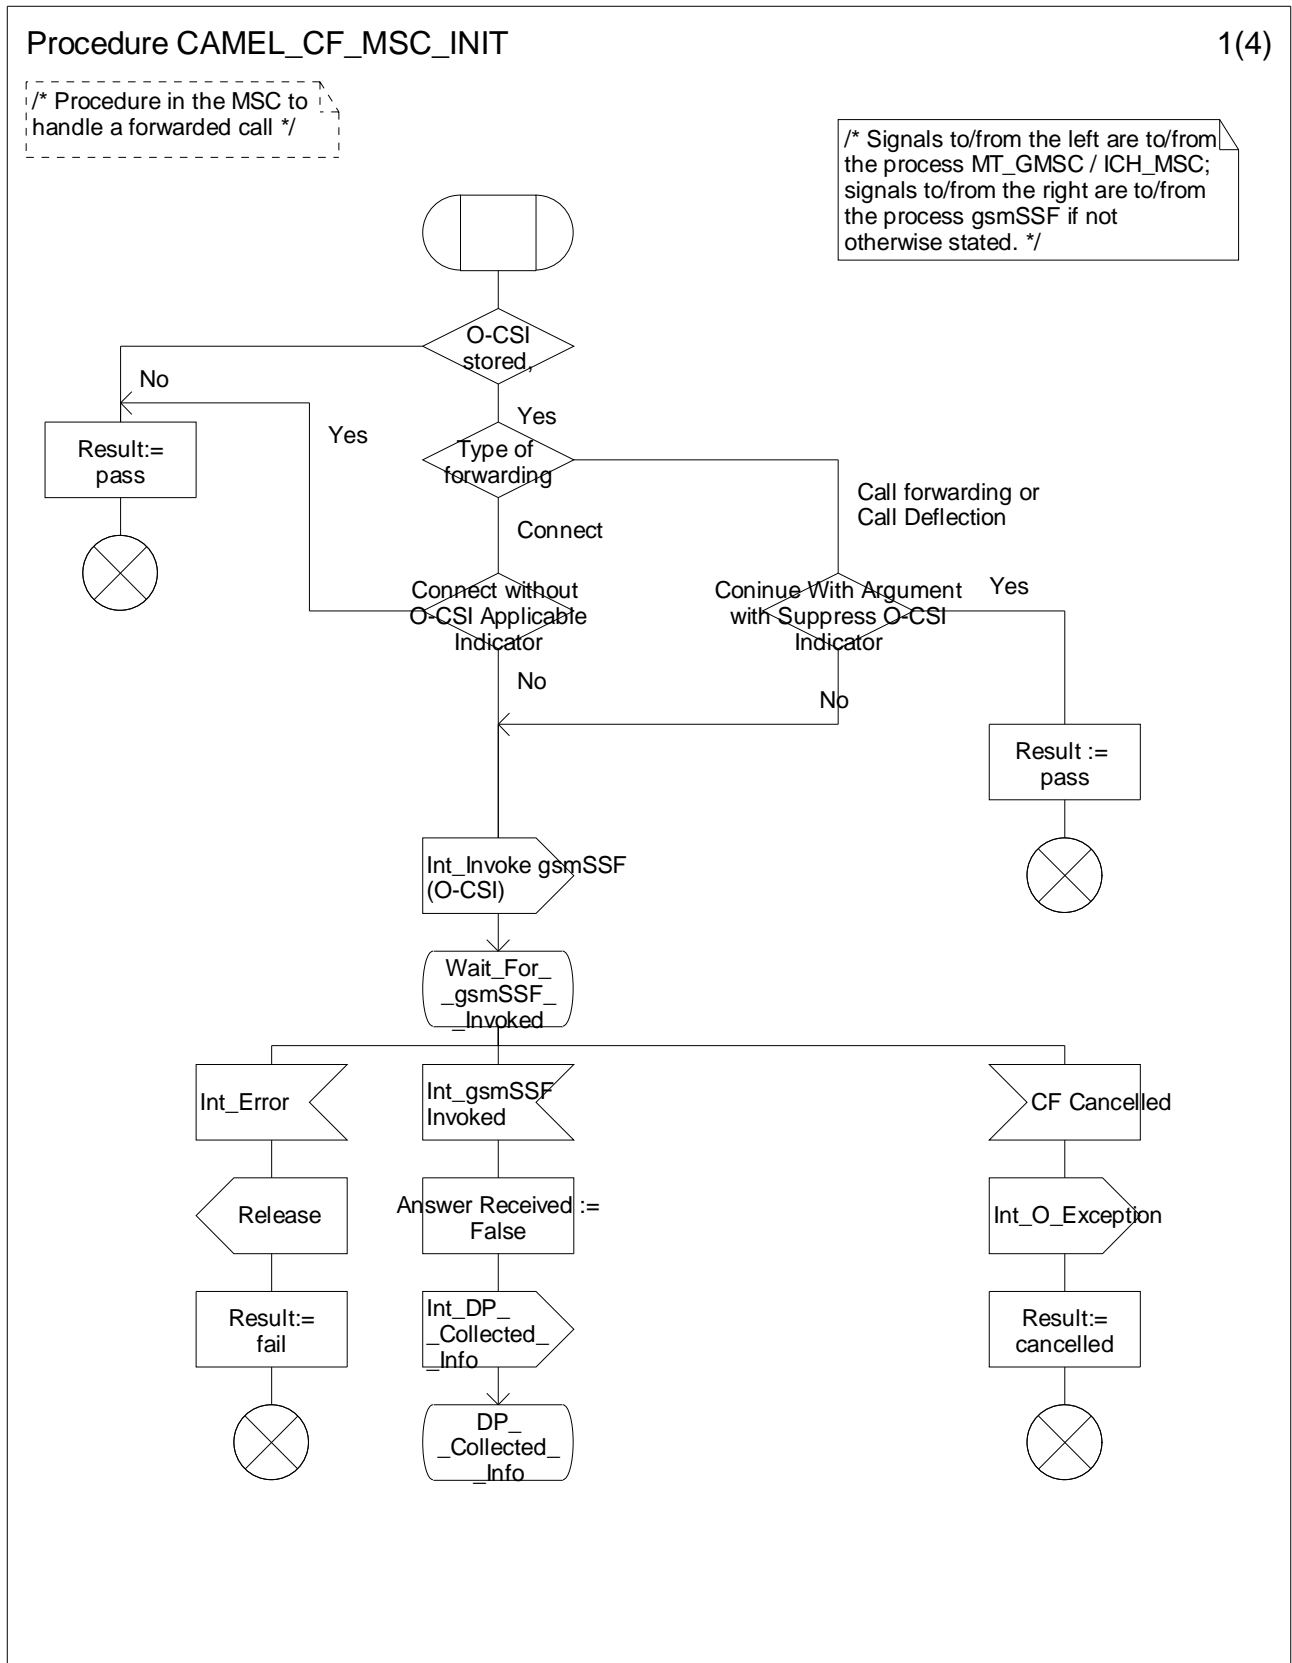 Procedure CAMEL_CF_MSC_INIT
1(4)
/* Procedure in the MSC to
handle a forwarded call */
/* Signals to/from the left are to/from
the process MT_GMSC / ICH_MSC;
signals to/from the right are to/from
the process gsmSSF if not
otherwise stated. */
O-CSI
stored,
No
Yes
Yes
Result:=
pass
Type of
forwarding
Call forwarding or
Call Deflection
Connect
Connect without
O-CSI Applicable
Indicator
Coninue With Argument
with Suppress O-CSI
Indicator
Yes
No
No
Result :=
pass
Int_Invoke gsmSSF
(O-CSI)
Wait_For_
_gsmSSF_
_Invoked
Int_Error
Int_gsmSSF
Invoked
CF Cancelled
Release
Answer Received :=
False
Int_O_Exception
Result:=
fail
Int_DP_
_Collected_
_Info
Result:=
cancelled
DP_
_Collected_
_Info